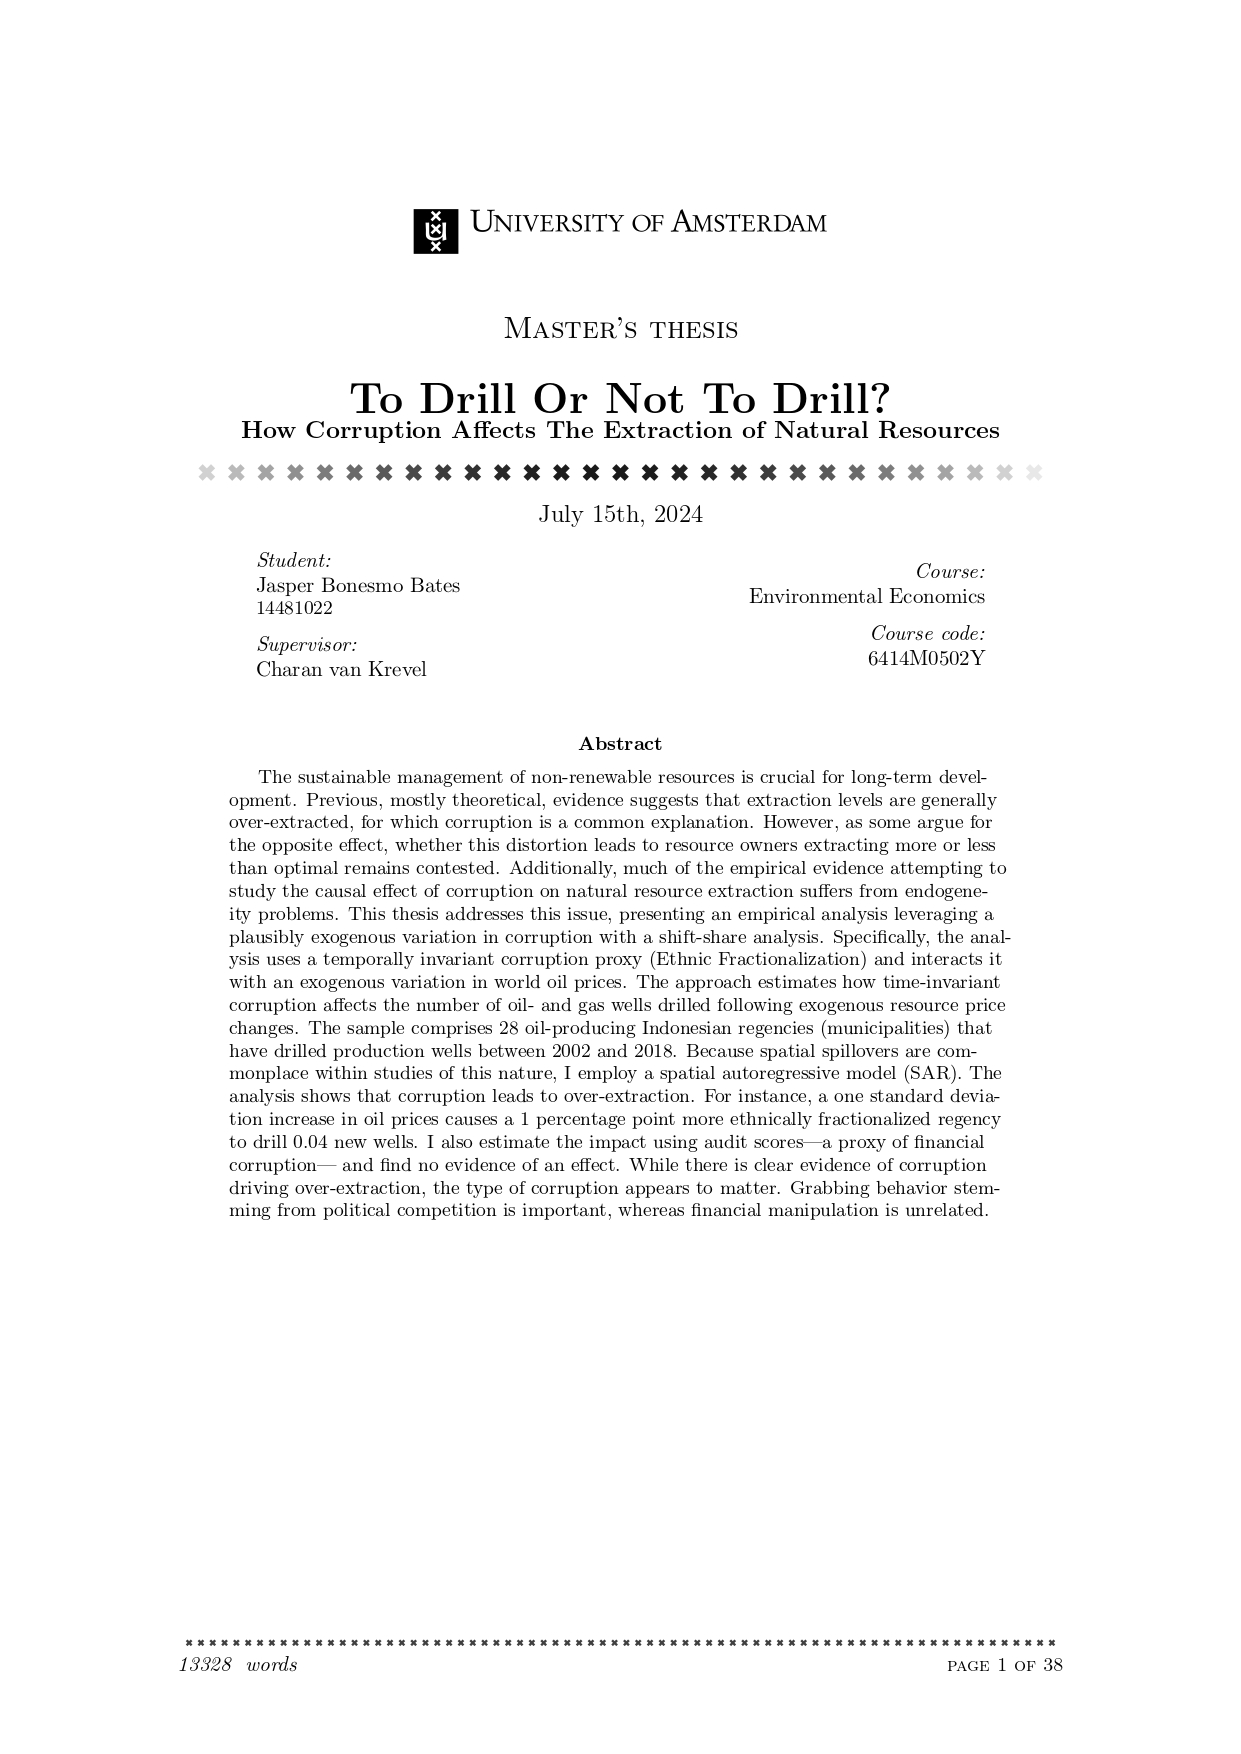 UNIVERSITY OF AMSTERDAM
MASTER'S THESIS
To Drill Or Not To Drill?
How Corruption Affects The Extraction of Natural Resources
July 15th, 2024
Student:
Jasper Bonesmo Bates
14481022
Supervisor:
Charan van Krevel
Course:
Environmental Economics
Course code:
6414M0502Y
Abstract
The sustainable management of non-renewable resources is crucial for long-term devel-
opment. Previous, mostly theoretical, evidence suggests that extraction levels are generally
over-extracted, for which corruption is a common explanation. However, as some argue for
the opposite effect, whether this distortion leads to resource owners extracting more or less
than optimal remains contested. Additionally, much of the empirical evidence attempting to
study the causal effect of corruption on natural resource extraction suffers from endogene-
ity problems. This thesis addresses this issue, presenting an empirical analysis leveraging a
plausibly exogenous variation in corruption with a shift-share analysis. Specifically, the anal-
ysis uses a temporally invariant corruption proxy (Ethnic Fractionalization) and interacts it
with an exogenous variation in world oil prices. The approach estimates how time-invariant
corruption affects the number of oil- and gas wells drilled following exogenous resource price
changes. The sample comprises 28 oil-producing Indonesian regencies (municipalities) that
have drilled production wells between 2002 and 2018. Because spatial spillovers are com-
monplace within studies of this nature, I employ a spatial autoregressive model (SAR). The
analysis shows that corruption leads to over-extraction. For instance, a one standard devia-
tion increase in oil prices causes a 1 percentage point more ethnically fractionalized regency
to drill 0.04 new wells. I also estimate the impact using audit scores—a proxy of financial
corruption— and find no evidence of an effect. While there is clear evidence of corruption
driving over-extraction, the type of corruption appears to matter. Grabbing behavior stem-
ming from political competition is important, whereas financial manipulation is unrelated.
13328 words
PAGE 1 OF 38